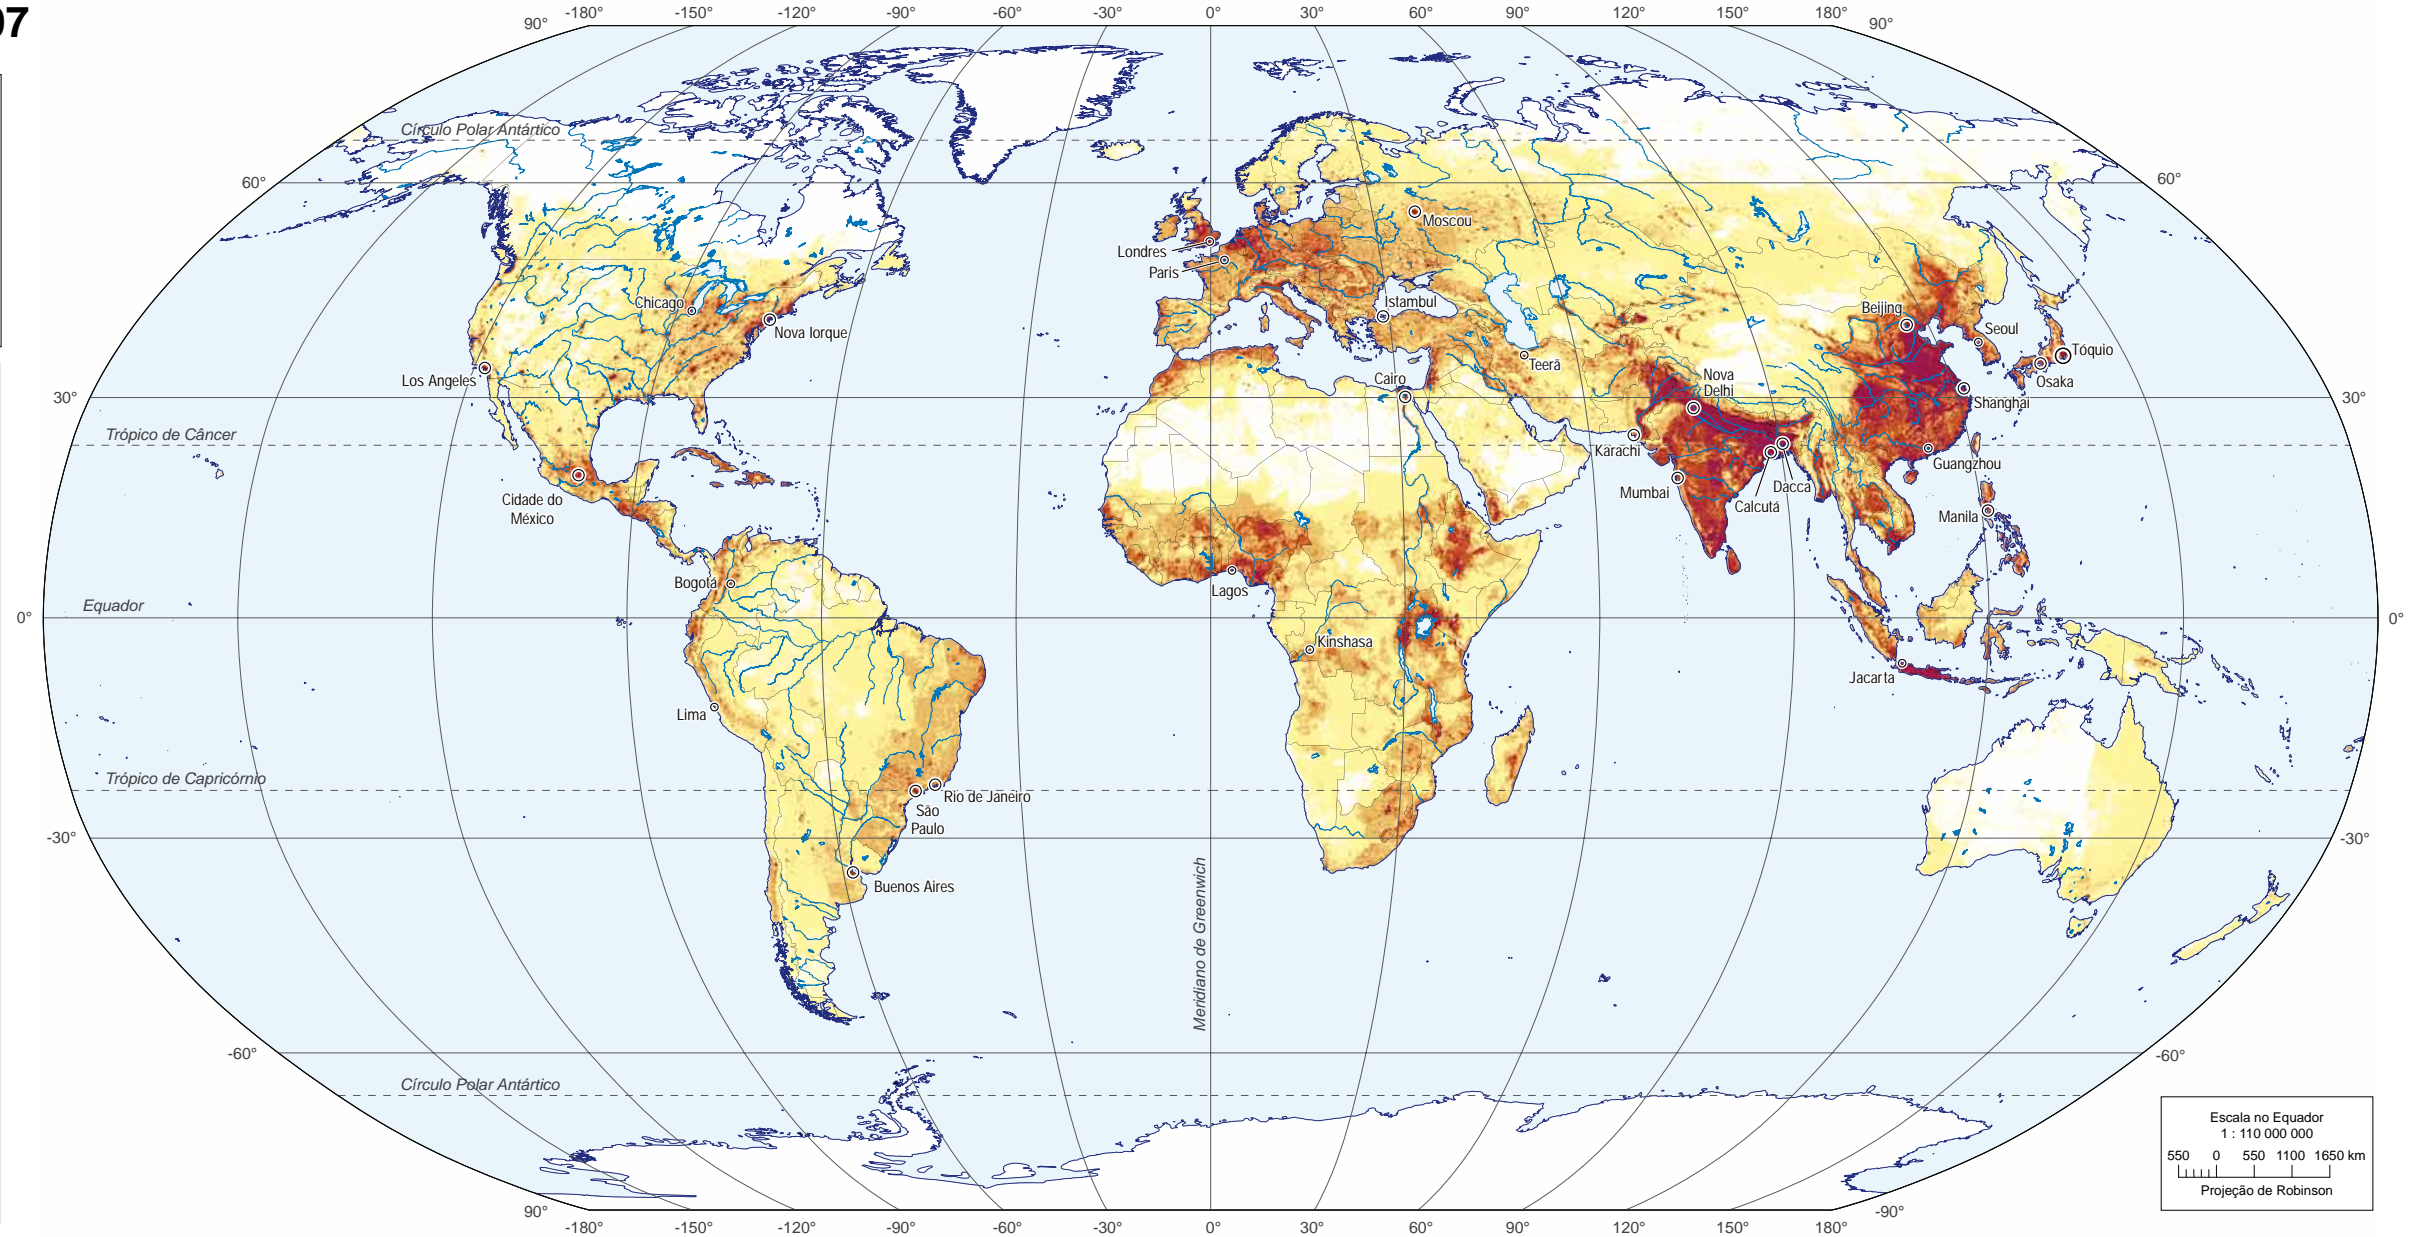 07
-180° -150° -120° -90° -60° -30° 0° 30° 60° 90° 120° 150° 180°
90° 90°
Círculo Polar Antártico
60° 60°
Moscou
Londres
Paris
Istambul
Chicago
Nova Iorque
Beijing
Seoul
Tóquio
Osaka
Los Angeles
Teerã
Cairo
Nova
Delhi
Shanghai
30° 30°
Trópico de Câncer
Karachi
Guangzhou
Mumbai
Dacca
Calcutá
Cidade do
México
Manila
Bogotá
Lagos
Equador
0° 0°
Kinshasa
Jacarta
Lima
Trópico de Capricórnio
Rio de Janeiro
São
Paulo
-30° -30°
Buenos Aires
Meridiano de Greenwich
-60° -60°
Círculo Polar Antártico
Escala no Equador
1 : 110 000 000
550 0 550 1100 1650 km
Projeção de Robinson
90° -90°
-180° -150° -120° -90° -60° -30° 0° 30° 60° 90° 120° 150° 180°